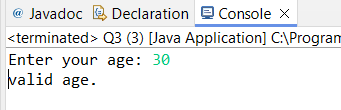 @ Javadoc Declaration Console
<terminated> Q3 (3) [Java Application] C:\Program
Enter your age: 30
valid age.